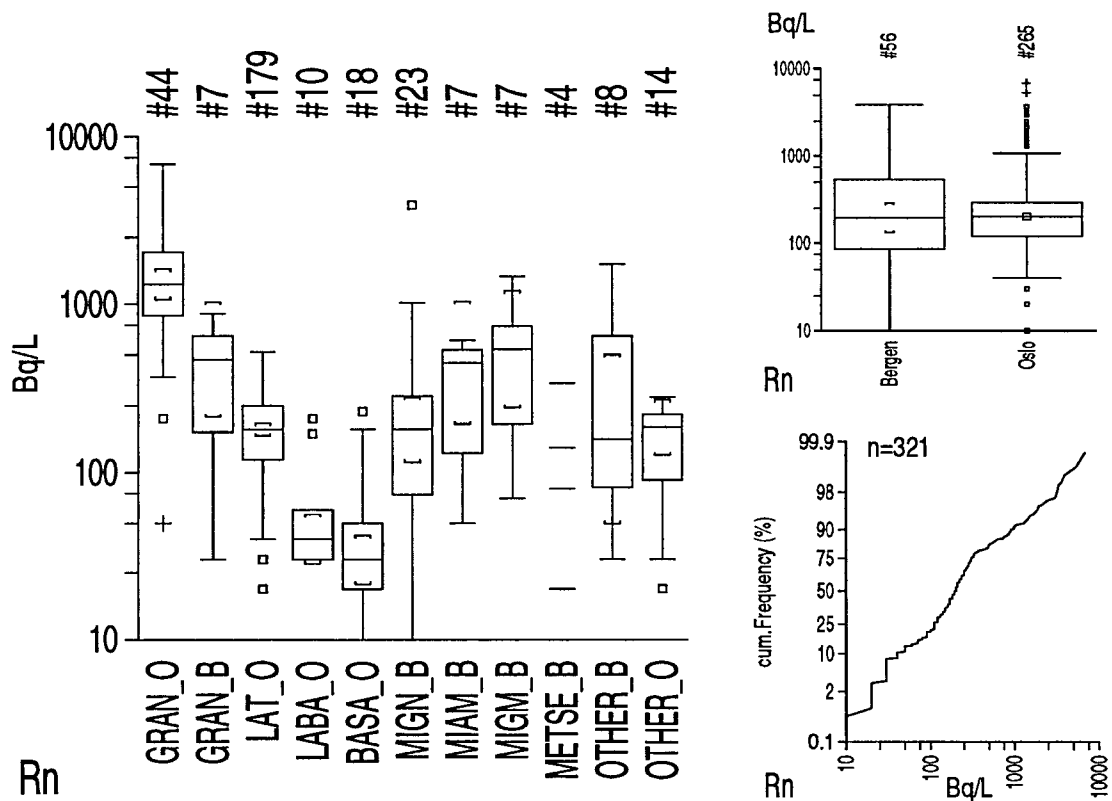 #44 #7 #179 #10 #18 #23 #7 #7 #4 #8 #14
10000
1000
100
10
Bq/L
GRAN_O GRAN_B LAT_O LABA_O BASA_O MIGN_B MIAM_B MIGM_B METSE_B OTHER_B OTHER_O
Rn
Bq/L
#56 #265
10000
1000
100
10
Bergen Oslo
Rn
99.9
98
90
75
50
25
10
2
0.1
cum.Frequency (%)
n=321
10 100 1000 10000
Rn Bq/L